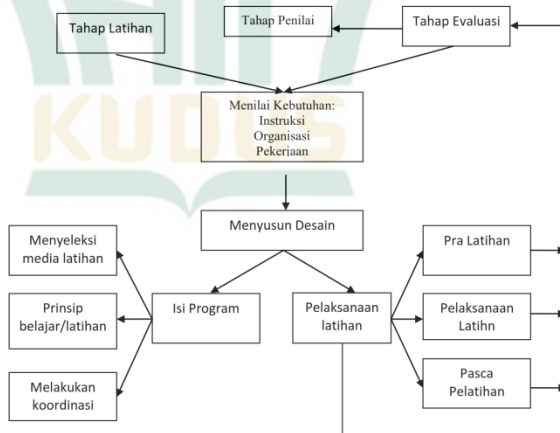 Tahap Latihan
Tahap Penilai
Tahap Evaluasi
Menilai Kebutuhan:
Instruksi
Organisasi
Pekerjaan
KUDUS
Menyusun Desain
Menyeleksi
media latihan
Isi Program
Pelaksanaan
latihan
Pra Latihan
Prinsip
belajar/latihan
Pelaksanaan
Latihn
Melakukan
koordinasi
Pasca
Pelatihan